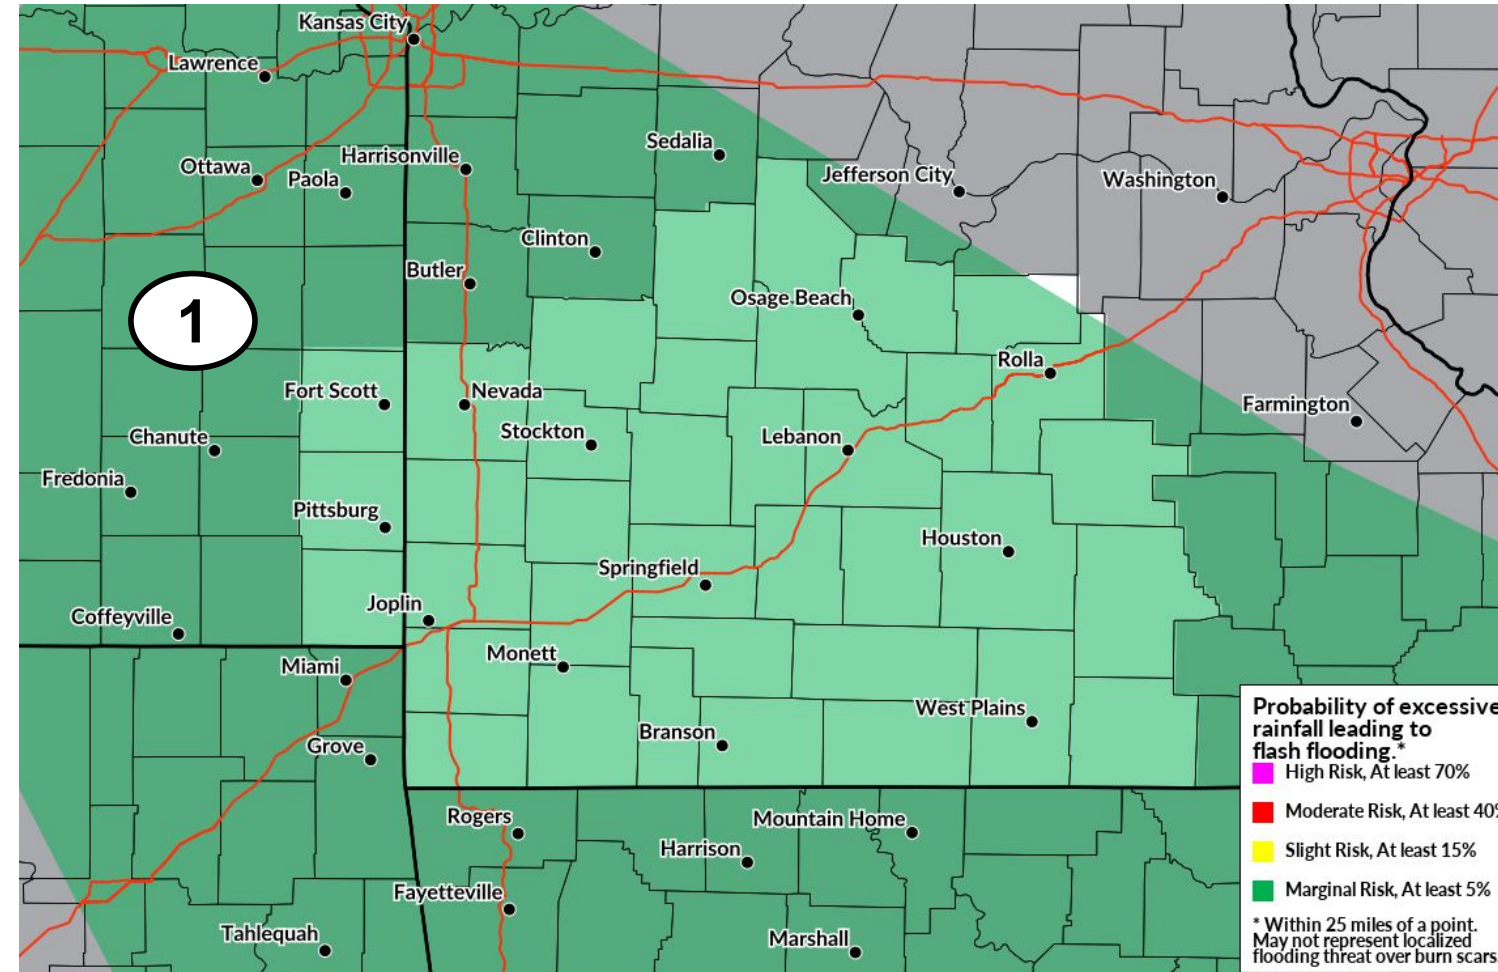 Kansas City
Lawrence
Sedalia
Harrisonville
Ottawa
Paola
Jefferson City
Washington
Clinton
Butler
Osage Beach
1
Rolla
Fort Scott
Nevada
Farmington
Chanute
Stockton
Lebanon
Fredonia
Pittsburg
Houston
Springfield
Joplin
Coffeyville
Monett
Miami
West Plains
Branson
Grove
Rogers
Mountain Home
Harrison
Fayetteville
Tahlequah
Marshall
Probability of excessive
rainfall leading to
flash flooding.*
High Risk, At least 70%
Moderate Risk, At least 40%
Slight Risk, At least 15%
Marginal Risk, At least 5%
* Within 25 miles of a point.
May not represent localized
flooding threat over burn scars